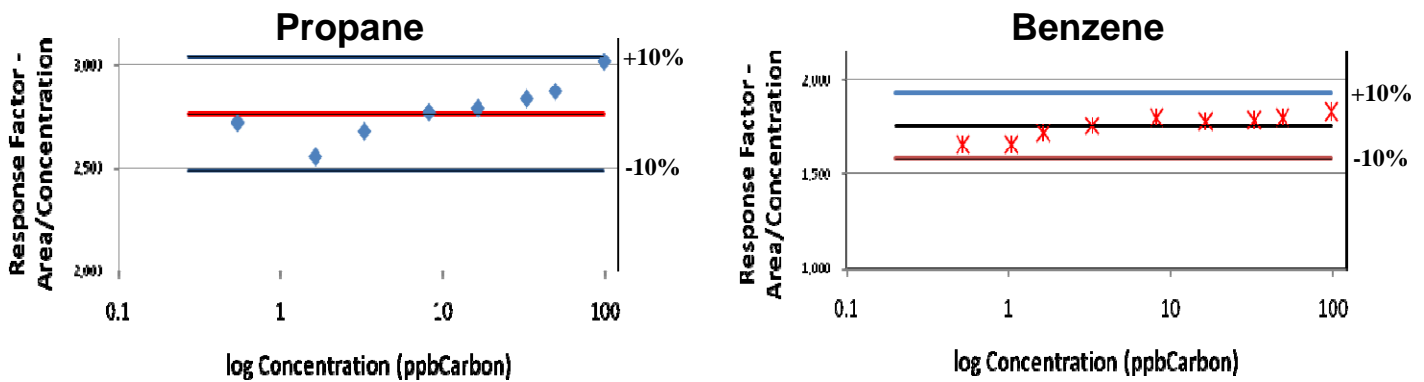 Propane
Response Factor -
Area/Concentration
3,000
2,500
2,000
+10%
-10%
0.1 1 10 100
log Concentration (ppbCarbon)
Benzene
Response Factor -
Area/Concentration
2,000
1,500
1,000
+10%
-10%
0.1 1 10 100
log Concentration (ppbCarbon)